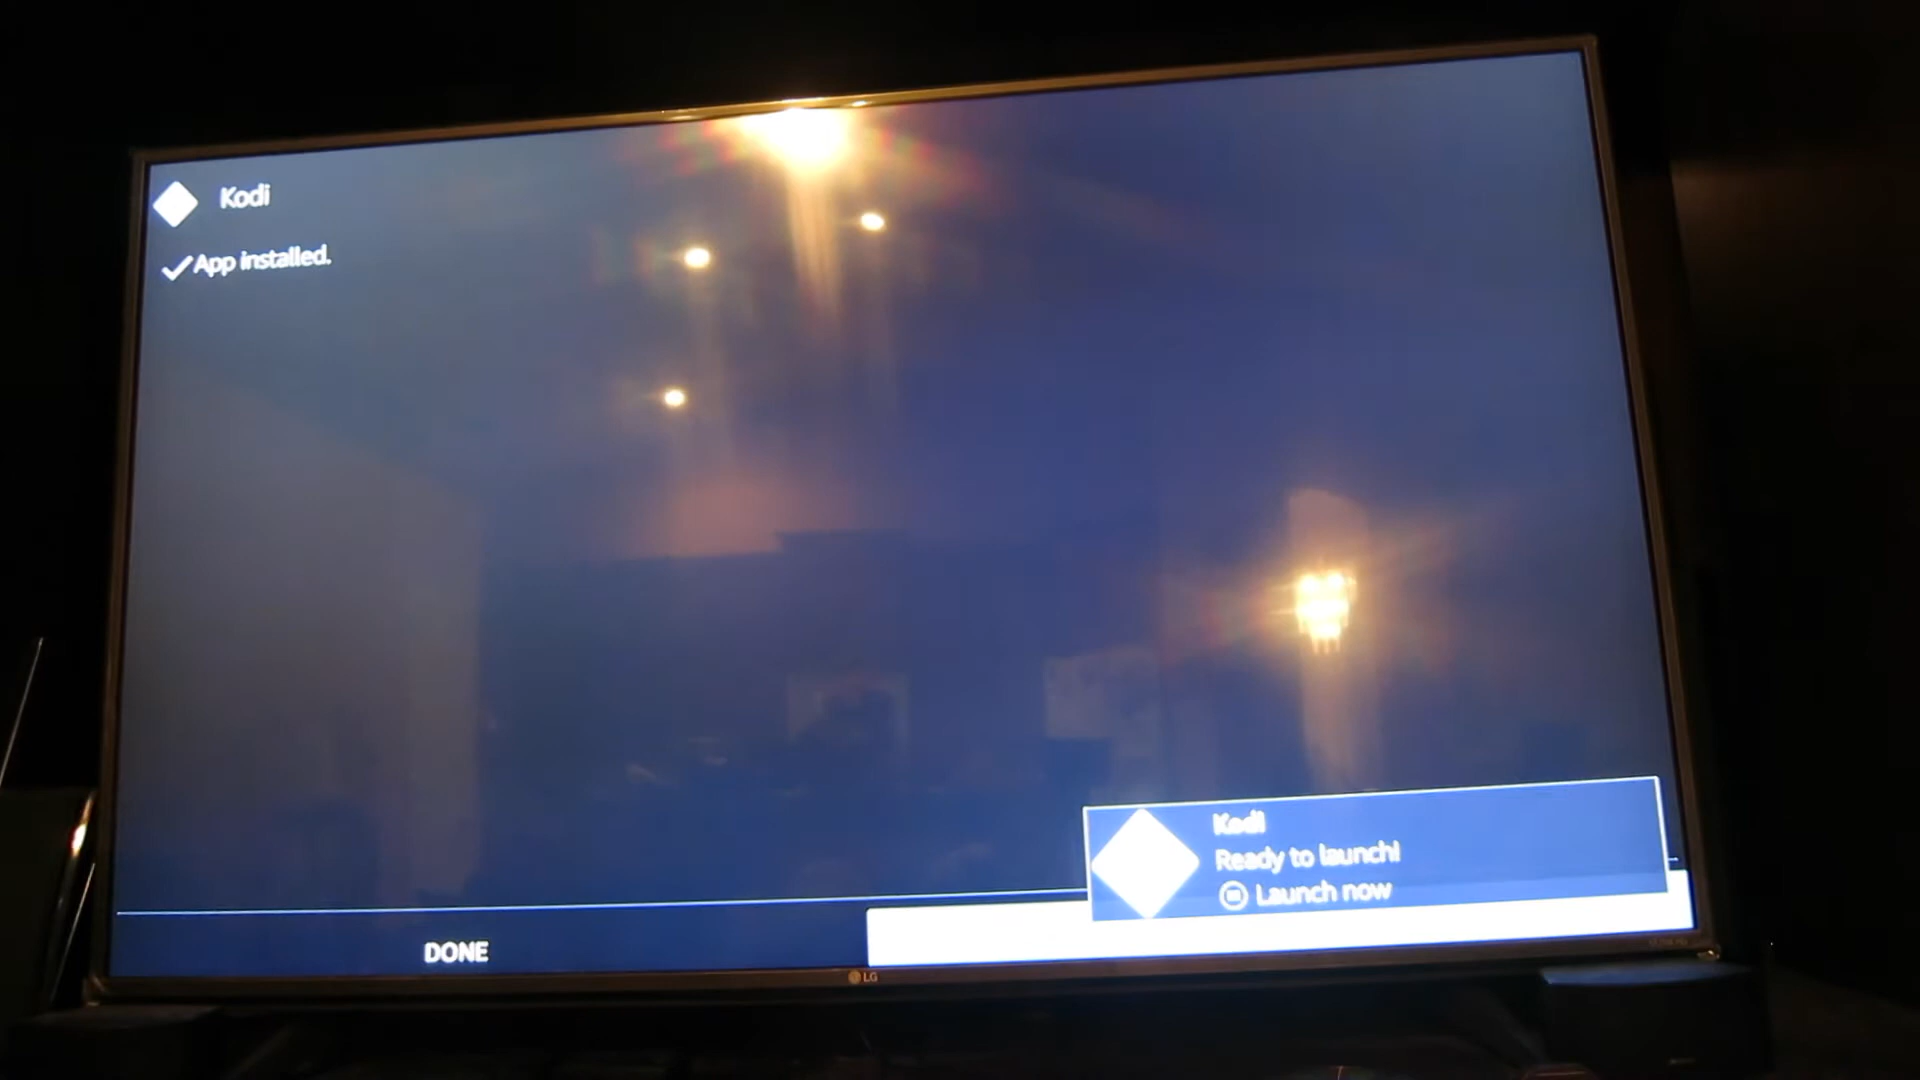 Kodi
App installed.
Kodi
Ready to launch!
Launch now
DONE
LG